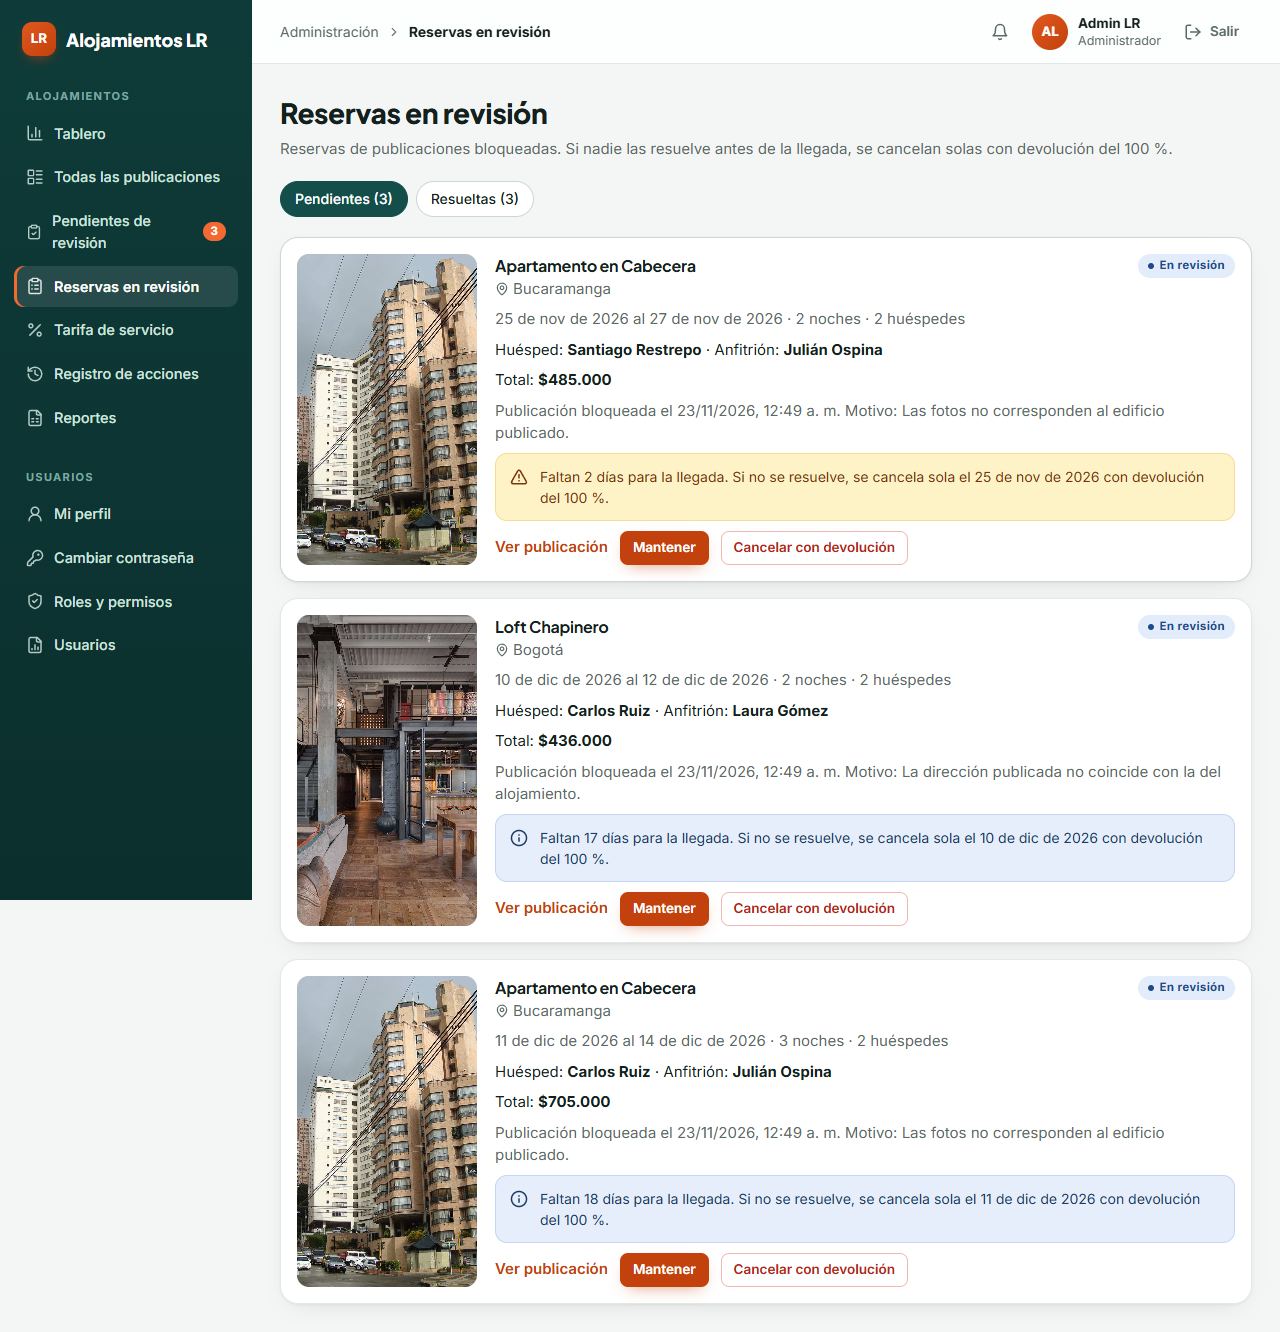 LR Alojamientos LR
ALOJAMIENTOS
Tablero
Todas las publicaciones
Pendientes de
revisión
3
Reservas en revisión
Tarifa de servicio
Registro de acciones
Reportes
USUARIOS
Mi perfil
Cambiar contraseña
Roles y permisos
Usuarios
Administración > Reservas en revisión
AL
Admin LR
Administrador
Salir
Reservas en revisión
Reservas de publicaciones bloqueadas. Si nadie las resuelve antes de la llegada, se cancelan solas con devolución del 100 %.
Pendientes (3) Resueltas (3)
Apartamento en Cabecera
En revisión
Bucaramanga
25 de nov de 2026 al 27 de nov de 2026 · 2 noches · 2 huéspedes
Huésped: Santiago Restrepo · Anfitrión: Julián Ospina
Total: $485.000
Publicación bloqueada el 23/11/2026, 12:49 a. m. Motivo: Las fotos no corresponden al edificio
publicado.
Faltan 2 días para la llegada. Si no se resuelve, se cancela sola el 25 de nov de 2026 con devolución
del 100 %.
Ver publicación Mantener Cancelar con devolución
Loft Chapinero
En revisión
Bogotá
10 de dic de 2026 al 12 de dic de 2026 · 2 noches · 2 huéspedes
Huésped: Carlos Ruiz · Anfitrión: Laura Gómez
Total: $436.000
Publicación bloqueada el 23/11/2026, 12:49 a. m. Motivo: La dirección publicada no coincide con la del
alojamiento.
Faltan 17 días para la llegada. Si no se resuelve, se cancela sola el 10 de dic de 2026 con devolución
del 100 %.
Ver publicación Mantener Cancelar con devolución
Apartamento en Cabecera
En revisión
Bucaramanga
11 de dic de 2026 al 14 de dic de 2026 · 3 noches · 2 huéspedes
Huésped: Carlos Ruiz · Anfitrión: Julián Ospina
Total: $705.000
Publicación bloqueada el 23/11/2026, 12:49 a. m. Motivo: Las fotos no corresponden al edificio
publicado.
Faltan 18 días para la llegada. Si no se resuelve, se cancela sola el 11 de dic de 2026 con devolución
del 100 %.
Ver publicación Mantener Cancelar con devolución